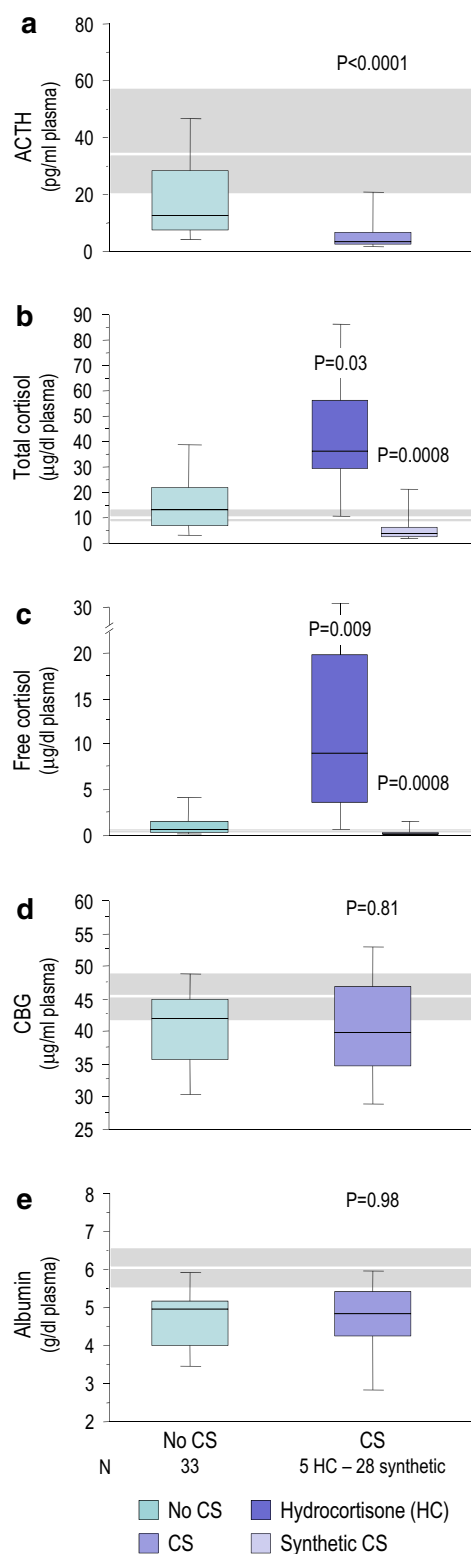 a
80
P<0.0001
60
40
20
0
ACTH
(pg/ml plasma)
b
90
80
70
60
50
40
30
20
10
0
P=0.03
P=0.0008
Total cortisol
(µg/dl plasma)
c
30
20
15
10
5
0
P=0.009
P=0.0008
Free cortisol
(µg/dl plasma)
d
60
55
50
45
40
35
30
25
P=0.81
CBG
(µg/ml plasma)
e
8
7
6
5
4
3
2
P=0.98
Albumin
(g/dl plasma)
No CS CS
N 33 5 HC – 28 synthetic
No CS Hydrocortisone (HC)
CS Synthetic CS